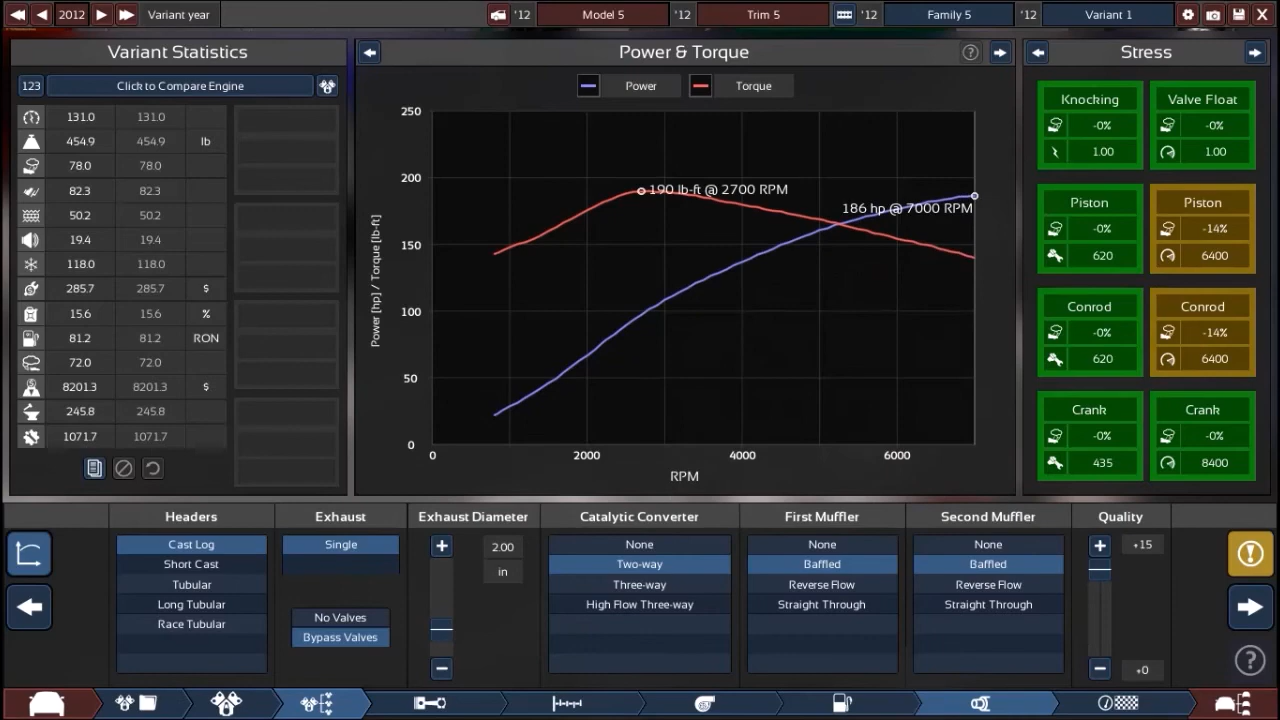 2012 Variant year '12 Model 5 '12 Trim 5 '12 Family 5 '12 Variant 1
Variant Statistics
123 Click to Compare Engine
131.0 131.0
454.9 454.9 lb
78.0 78.0
82.3 82.3
50.2 50.2
19.4 19.4
118.0 118.0
285.7 285.7 $
15.6 15.6 %
81.2 81.2 RON
72.0 72.0
8201.3 8201.3 $
245.8 245.8
1071.7 1071.7
Power & Torque ?
Power Torque
Power [hp] / Torque [lb-ft]
250
200
150
100
50
0
190 lb-ft @ 2700 RPM
186 hp @ 7000 RPM
0 2000 4000 6000
RPM
Stress
Knocking Valve Float
-0% -0%
1.00 1.00
Piston Piston
-0% -14%
620 6400
Conrod Conrod
-0% -14%
620 6400
Crank Crank
-0% -0%
435 8400
Headers
Cast Log
Short Cast
Tubular
Long Tubular
Race Tubular
Exhaust
Single
No Valves
Bypass Valves
Exhaust Diameter
2.00
in
Catalytic Converter
None
Two-way
Three-way
High Flow Three-way
First Muffler
None
Baffled
Reverse Flow
Straight Through
Second Muffler
None
Baffled
Reverse Flow
Straight Through
Quality
+15
+0
?